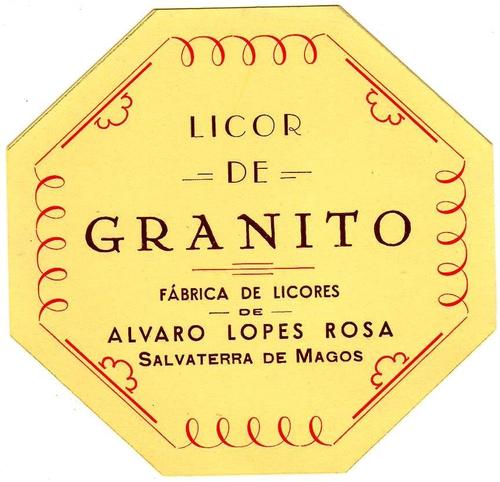 LICOR
DE
GRANITO
FÁBRICA DE LICORES
DE
ALVARO LOPES ROSA
SALVATERRA DE MAGOS